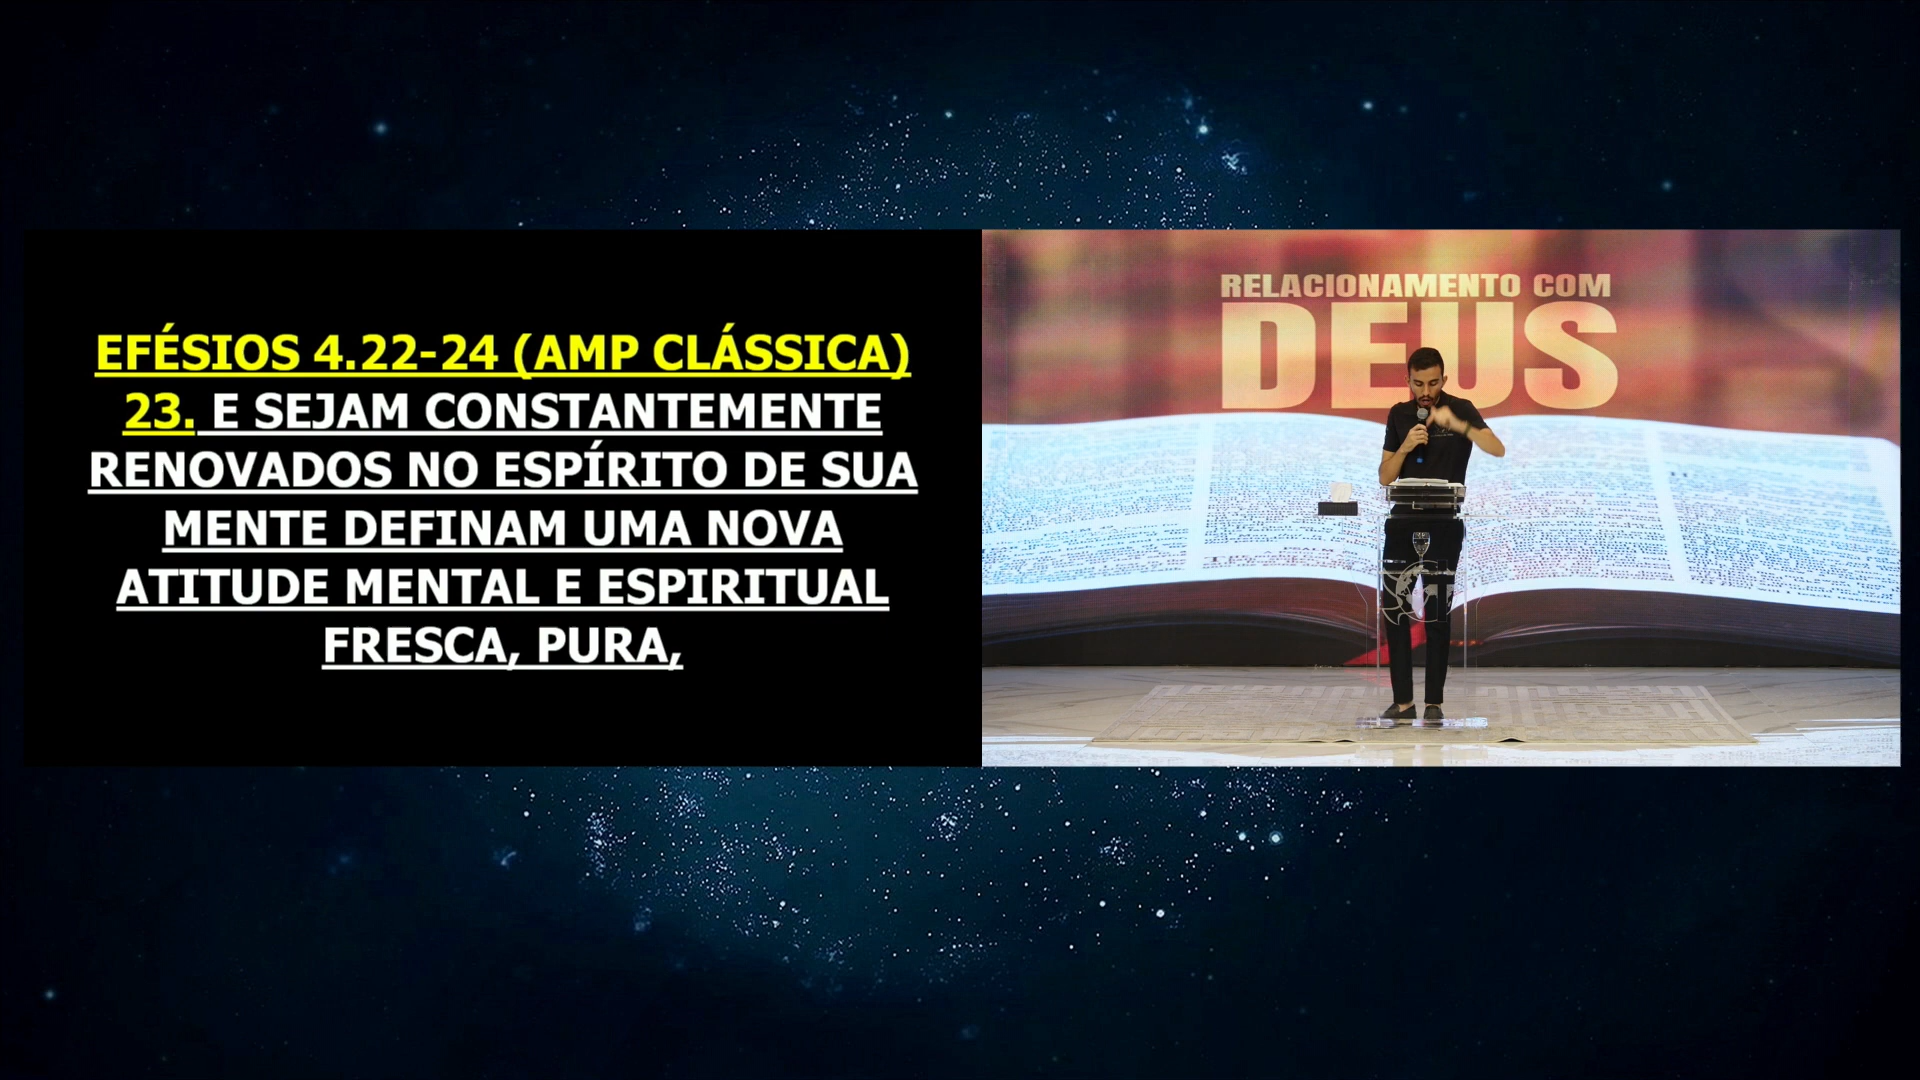 EFÉSIOS 4.22-24 (AMP CLÁSSICA)
23. E SEJAM CONSTANTEMENTE
RENOVADOS NO ESPÍRITO DE SUA
MENTE DEFINAM UMA NOVA
ATITUDE MENTAL E ESPIRITUAL
FRESCA, PURA,
RELACIONAMENTO COM
DEUS